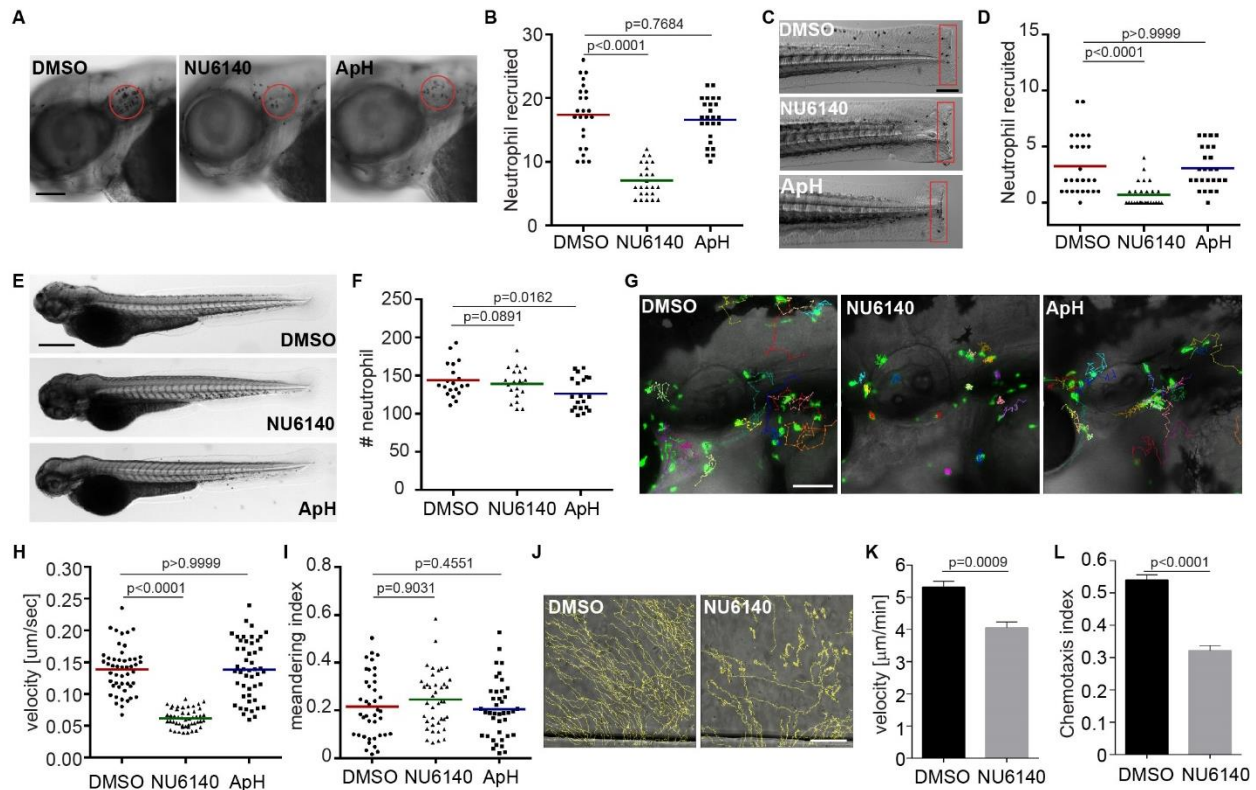 A
DMSO
NU6140
ApH
B
Neutrophil recruited
30
20
10
0
p=0.7684
p<0.0001
DMSO NU6140 ApH
C
DMSO
NU6140
ApH
D
Neutrophil recruited
15
10
5
0
p>0.9999
p<0.0001
DMSO NU6140 ApH
E
DMSO
NU6140
ApH
F
# neutrophil
250
200
150
100
50
0
p=0.0162
p=0.0891
DMSO NU6140 ApH
G
DMSO
NU6140
ApH
H
velocity [um/sec]
0.30
0.25
0.20
0.15
0.10
0.05
0.00
p>0.9999
p<0.0001
DMSO NU6140 ApH
I
meandering index
0.8
0.6
0.4
0.2
0
p=0.4551
p=0.9031
DMSO NU6140 ApH
J
DMSO
NU6140
K
velocity [μm/min]
6
5
4
3
2
1
0
p=0.0009
DMSO NU6140
L
Chemotaxis index
0.6
0.5
0.4
0.3
0.2
0.1
0
p<0.0001
DMSO NU6140